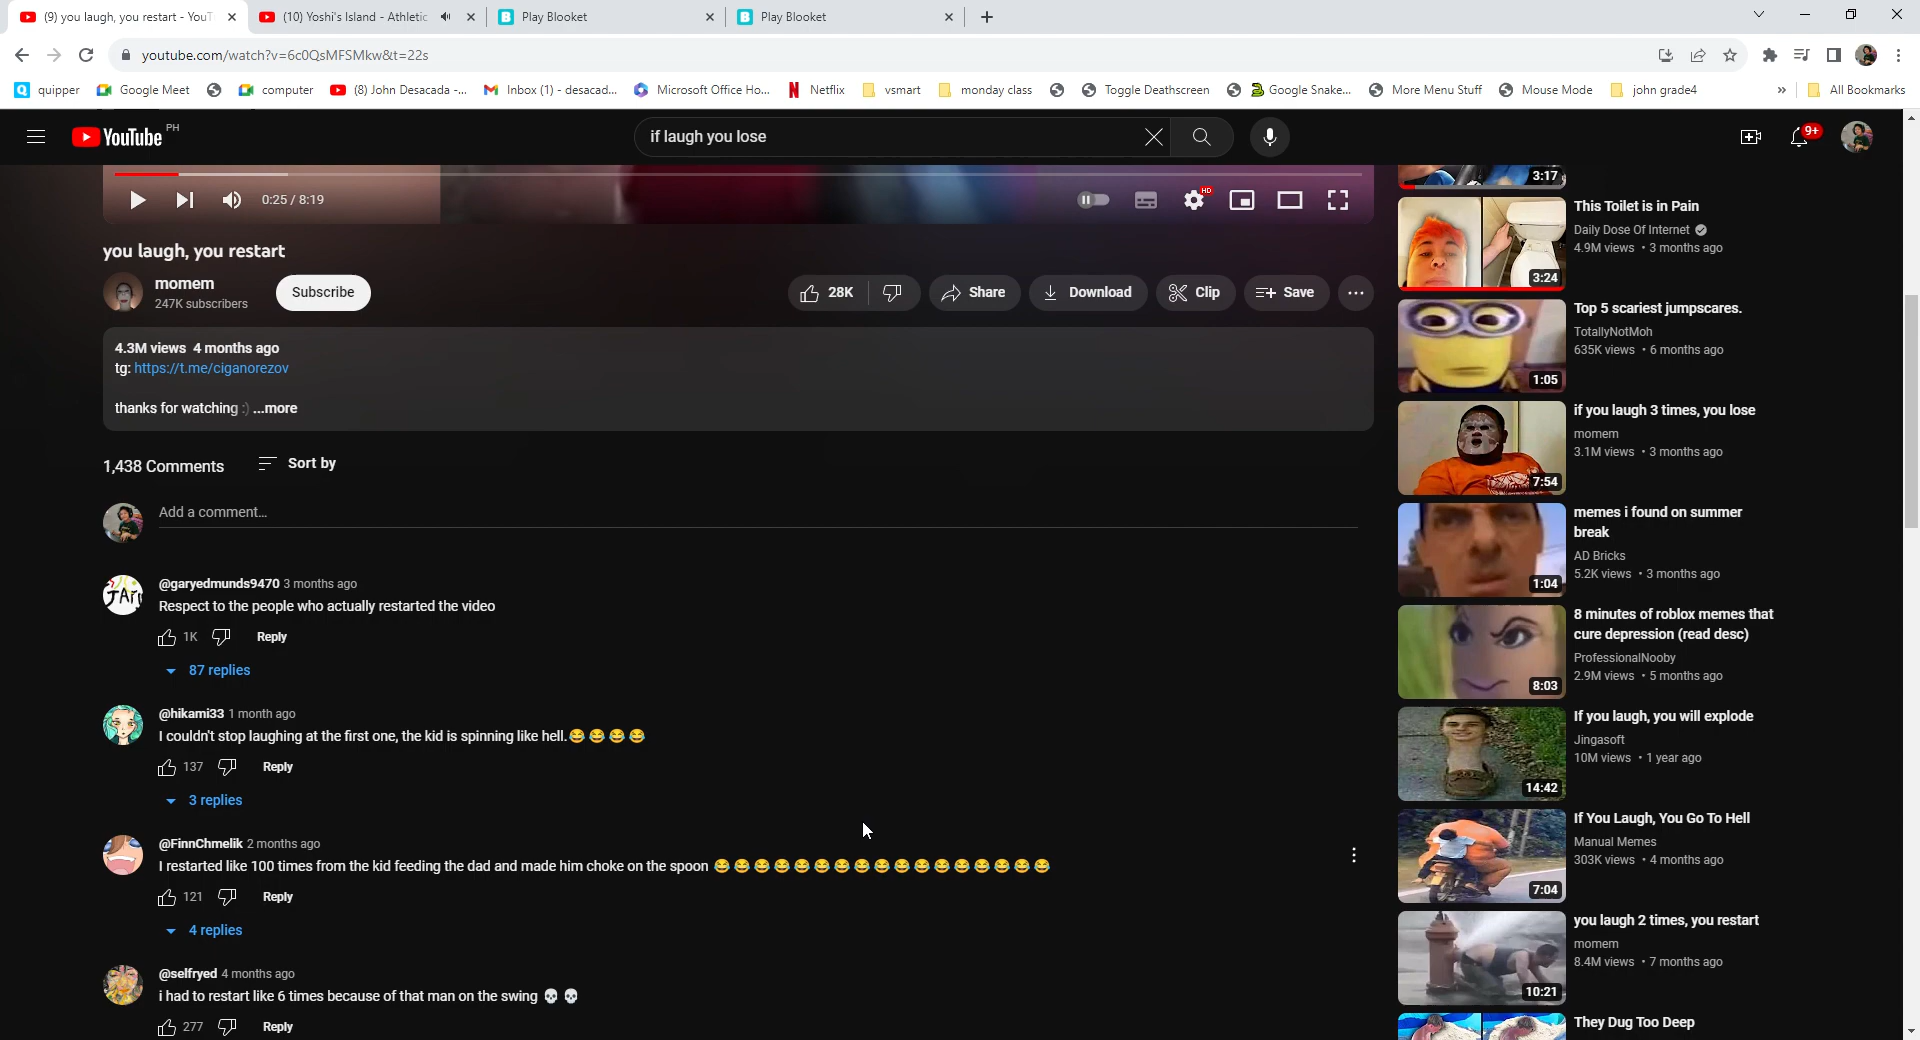 (9) you laugh, you restart - YouT
(10) Yoshi's Island - Athletic
Play Blooket
Play Blooket
youtube.com/watch?v=6c0QsMFSMkw&t=22s
quipper
Google Meet
computer
(8) John Desacada -...
Inbox (1) - desacad...
Microsoft Office Ho...
Netflix
vsmart
monday class
Toggle Deathscreen
Google Snake...
More Menu Stuff
Mouse Mode
john grade4
»
All Bookmarks
YouTube PH
if laugh you lose
9+
0:25 / 8:19
HD
you laugh, you restart
momem
247K subscribers
Subscribe
28K
Share
Download
Clip
Save
4.3M views 4 months ago
tg: https://t.me/ciganorezov
thanks for watching :) ...more
1,438 Comments
Sort by
Add a comment...
@garyedmunds9470 3 months ago
Respect to the people who actually restarted the video
1K
Reply
87 replies
@hikami33 1 month ago
I couldn't stop laughing at the first one, the kid is spinning like hell.😂😂😂😂
137
Reply
3 replies
@FinnChmelik 2 months ago
I restarted like 100 times from the kid feeding the dad and made him choke on the spoon 😂😂😂😂😂😂😂😂😂😂😂😂😂😂😂😂😂
121
Reply
4 replies
@selfryed 4 months ago
i had to restart like 6 times because of that man on the swing 💀💀
277
Reply
3:17
This Toilet is in Pain
Daily Dose Of Internet
4.9M views • 3 months ago
3:24
Top 5 scariest jumpscares.
TotallyNotMoh
635K views • 6 months ago
1:05
if you laugh 3 times, you lose
momem
3.1M views • 3 months ago
7:54
memes i found on summer
break
AD Bricks
5.2K views • 3 months ago
1:04
8 minutes of roblox memes that
cure depression (read desc)
ProfessionalNooby
2.9M views • 5 months ago
8:03
If you laugh, you will explode
Jingasoft
10M views • 1 year ago
14:42
If You Laugh, You Go To Hell
Manual Memes
303K views • 4 months ago
7:04
you laugh 2 times, you restart
momem
8.4M views • 7 months ago
10:21
They Dug Too Deep